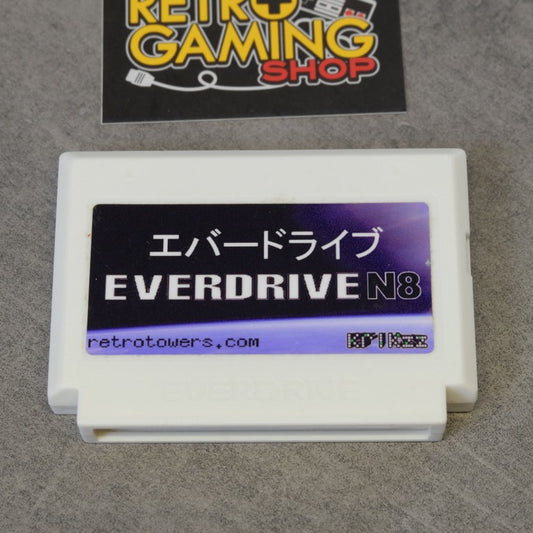 RETRO
GAMING
SHOP
エバードライブ
EVERDRIVE N8
retrotowers.com
EVERDRIVE